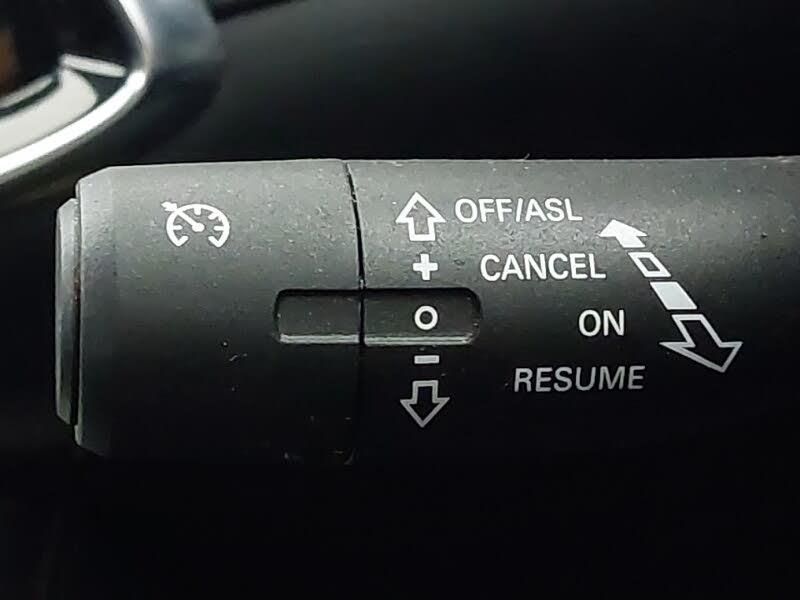 OFF/ASL
+ CANCEL
O ON
– RESUME